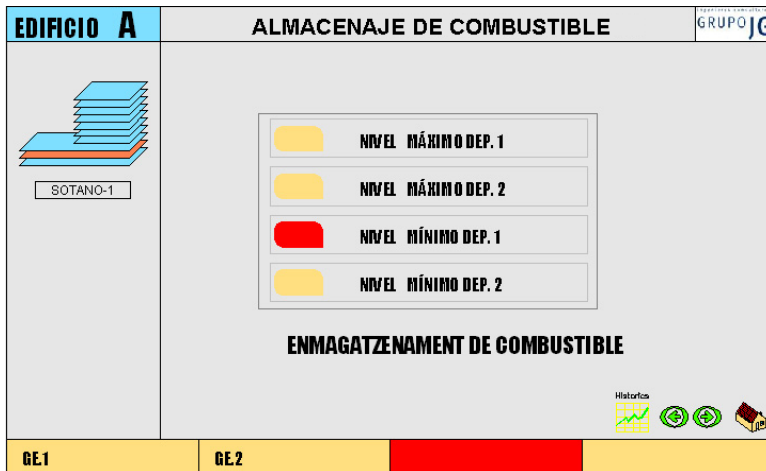 EDIFICIO A
ALMACENAJE DE COMBUSTIBLE
GRUPO JG
SOTANO-1
NIVEL MÁXIMO DEP. 1
NIVEL MÁXIMO DEP. 2
NIVEL MÍNIMO DEP. 1
NIVEL MÍNIMO DEP. 2
ENMAGATZENAMENT DE COMBUSTIBLE
Historics
GE.1
GE.2